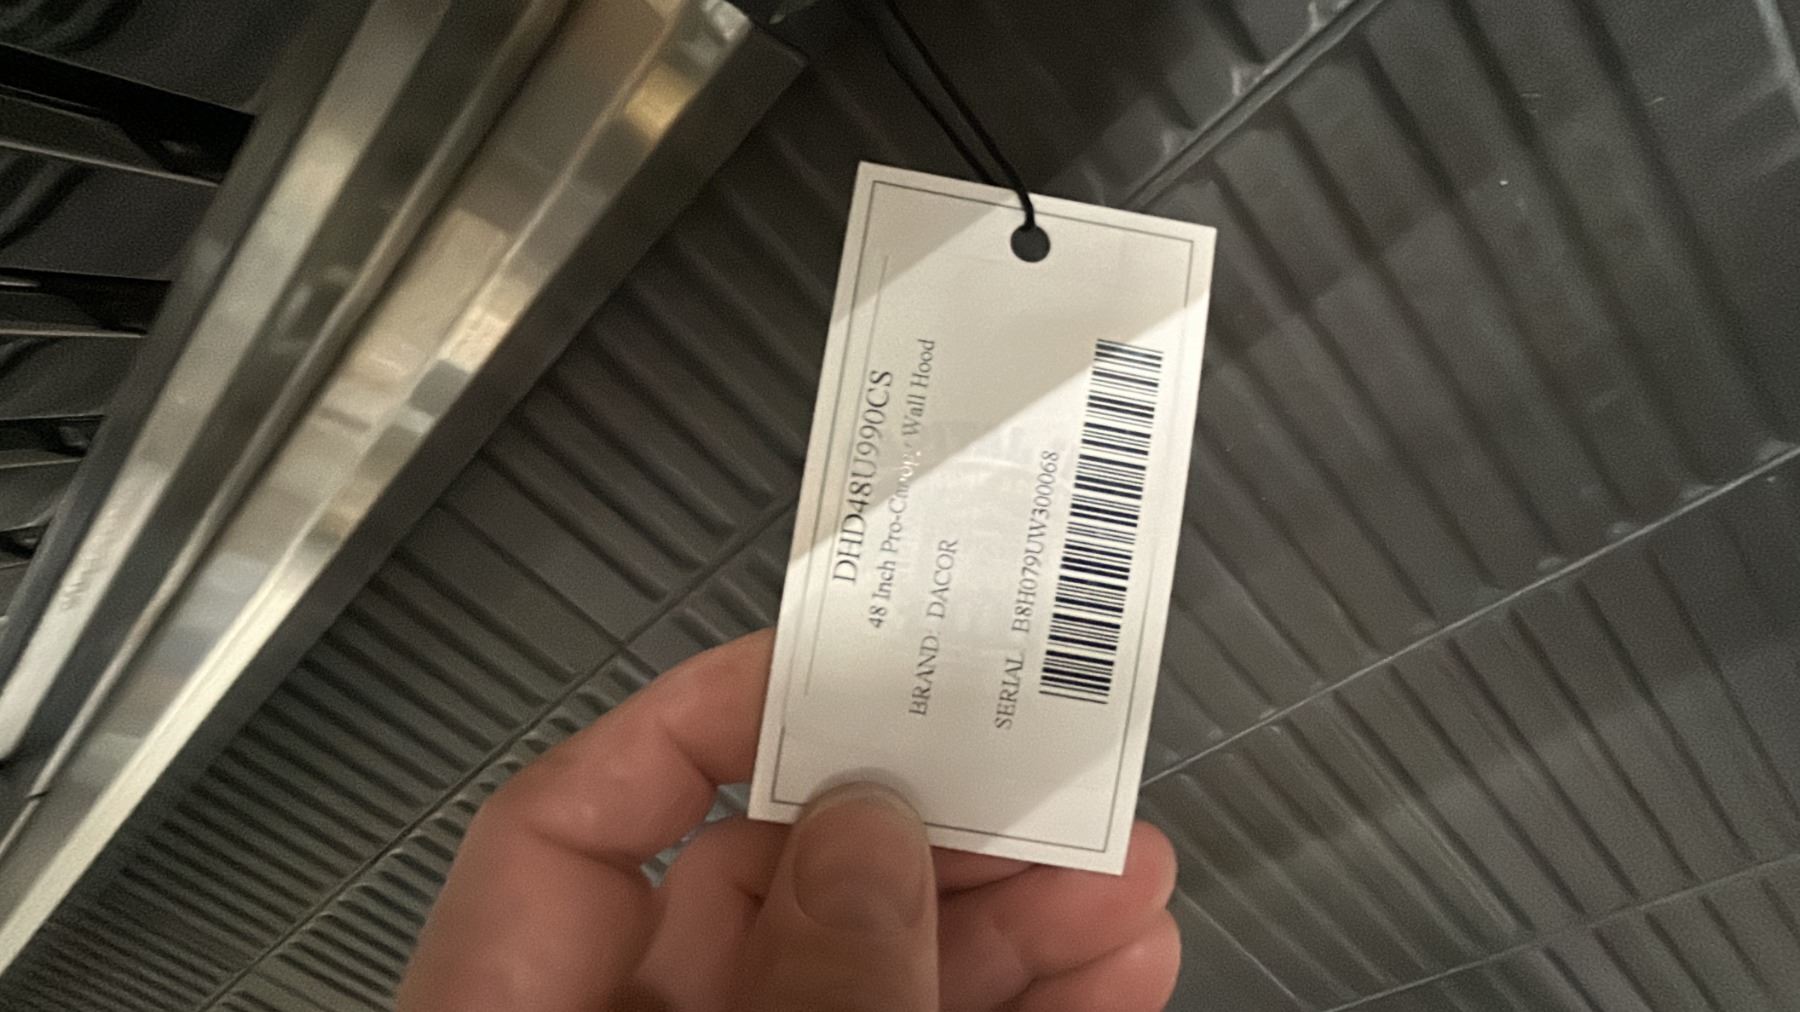 DHD48U990CS
48 Inch Pro-Canopy Wall Hood
BRAND: DACOR
SERIAL B8H079UW300068